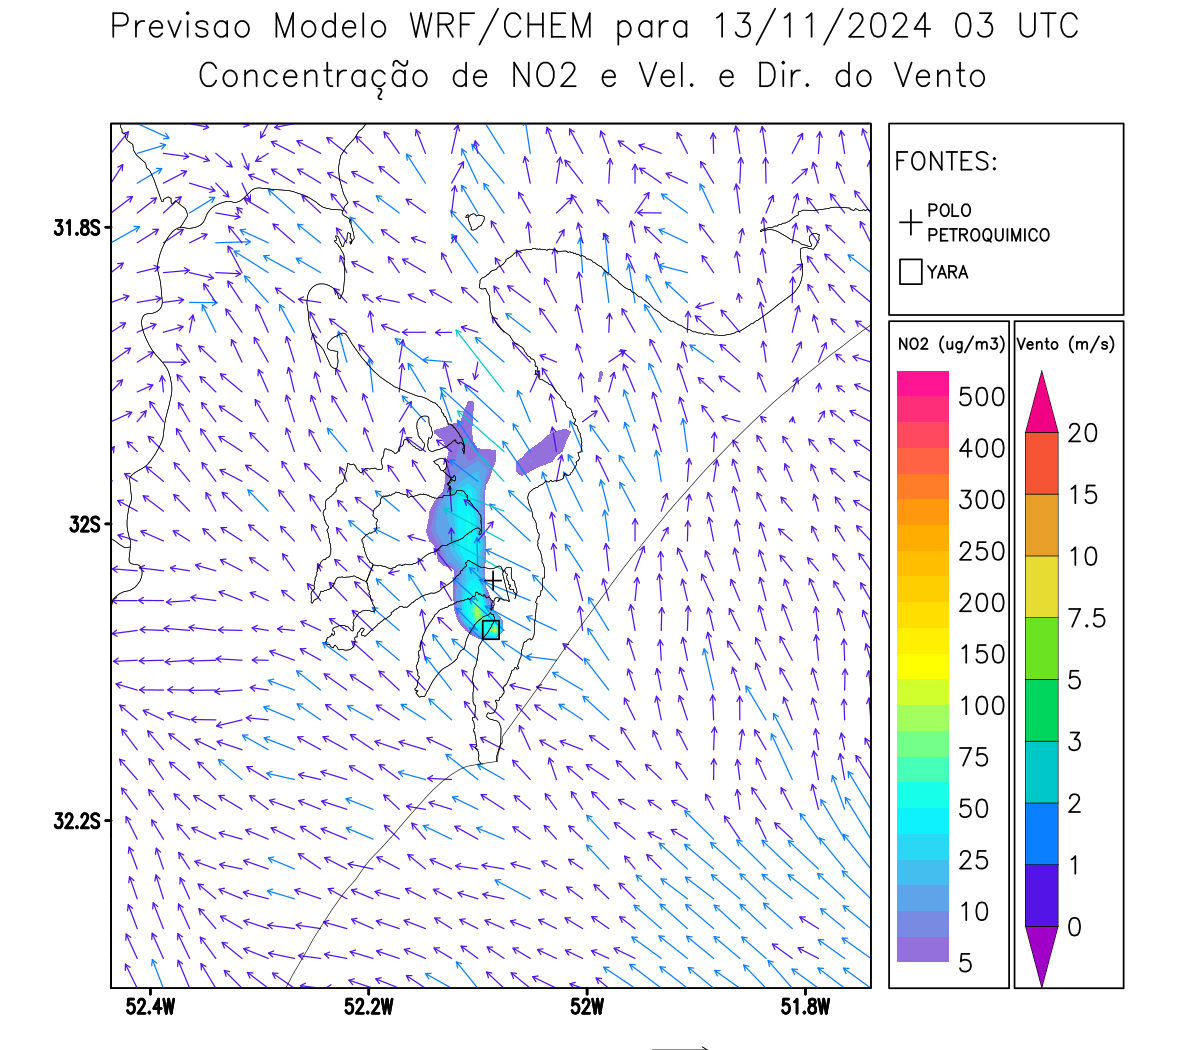 Previsao Modelo WRF/CHEM para 13/11/2024 03 UTC
Concentração de NO2 e Vel. e Dir. do Vento
FONTES:
POLO
PETROQUIMICO
YARA
NO2 (ug/m3)
500
400
300
250
200
150
100
75
50
25
10
5
Vento (m/s)
20
15
10
7.5
5
3
2
1
0
31.8S
32S
32.2S
52.4W
52.2W
52W
51.8W